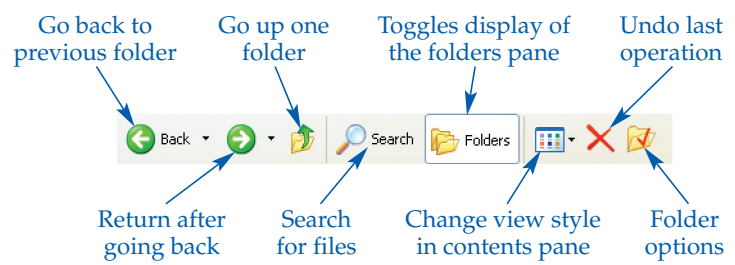 Go back to
previous folder
Go up one
folder
Toggles display of
the folders pane
Undo last
operation
Back
Search
Folders
Return after
going back
Search
for files
Change view style
in contents pane
Folder
options